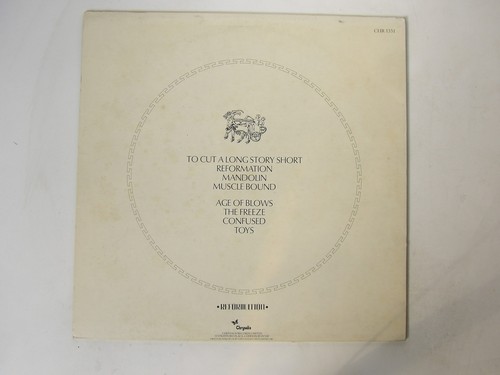 TO CUT A LONG STORY SHORT
REFORMATION
MANDOLIN
MUSCLE BOUND
AGE OF BLOWS
THE FREEZE
CONFUSED
TOYS
Chrysalis